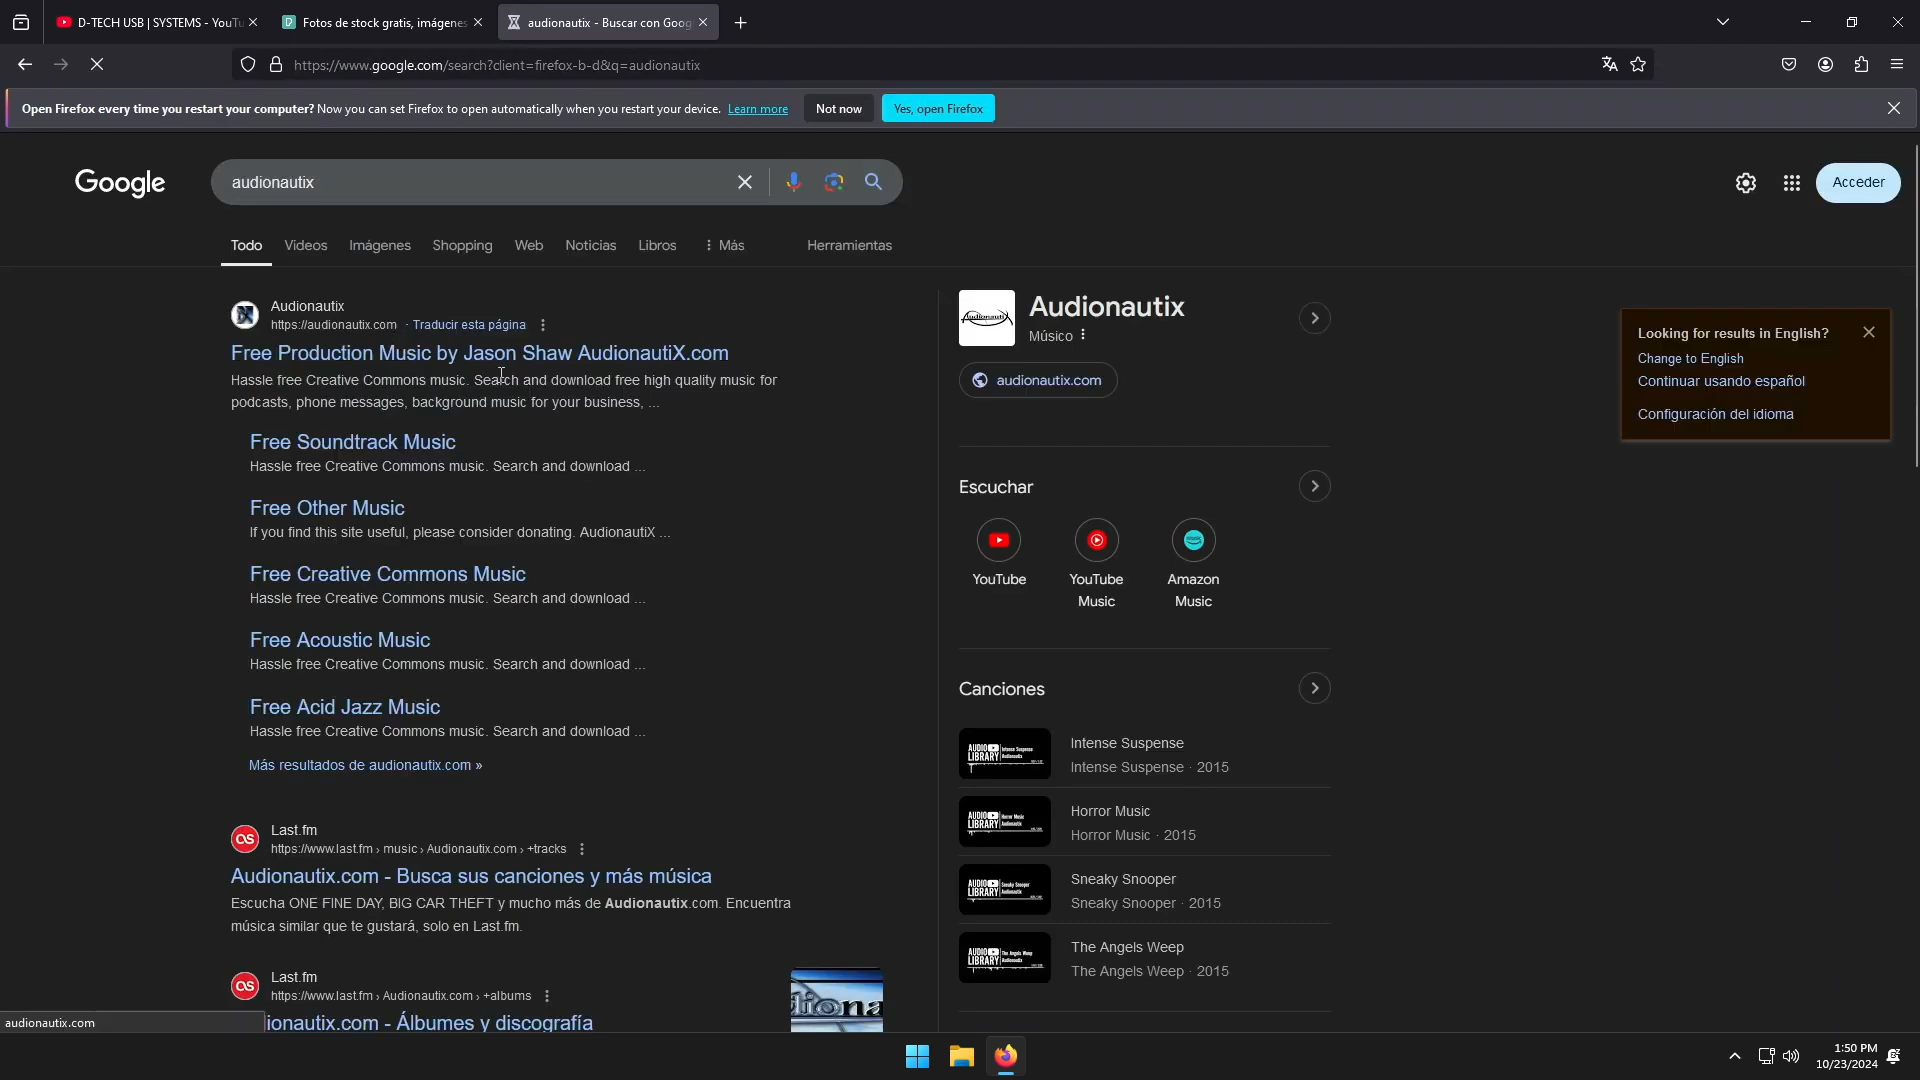 D-TECH USB | SYSTEMS - YouTu
Fotos de stock gratis, imágenes
audionautix - Buscar con Goog
https://www.google.com/search?client=firefox-b-d&q=audionautix
Open Firefox every time you restart your computer? Now you can set Firefox to open automatically when you restart your device. Learn more
Not now
Yes, open Firefox
Google
audionautix
Acceder
Todo
Videos
Imágenes
Shopping
Web
Noticias
Libros
Más
Herramientas
Audionautix
https://audionautix.com · Traducir esta página
Free Production Music by Jason Shaw AudionautiX.com
Hassle free Creative Commons music. Search and download free high quality music for
podcasts, phone messages, background music for your business, ...
Free Soundtrack Music
Hassle free Creative Commons music. Search and download ...
Free Other Music
If you find this site useful, please consider donating. AudionautiX ...
Free Creative Commons Music
Hassle free Creative Commons music. Search and download ...
Free Acoustic Music
Hassle free Creative Commons music. Search and download ...
Free Acid Jazz Music
Hassle free Creative Commons music. Search and download ...
Más resultados de audionautix.com »
Last.fm
https://www.last.fm › music › Audionautix.com › +tracks
Audionautix.com - Busca sus canciones y más música
Escucha ONE FINE DAY, BIG CAR THEFT y mucho más de Audionautix.com. Encuentra
música similar que te gustará, solo en Last.fm.
Last.fm
https://www.last.fm › Audionautix.com › +albums
ionautix.com - Álbumes y discografía
Audionautix
Músico
audionautix.com
Escuchar
YouTube
YouTube
Music
Amazon
Music
Canciones
Intense Suspense
Intense Suspense · 2015
Horror Music
Horror Music · 2015
Sneaky Snooper
Sneaky Snooper · 2015
The Angels Weep
The Angels Weep · 2015
Looking for results in English?
Change to English
Continuar usando español
Configuración del idioma
audionautix.com
1:50 PM
10/23/2024